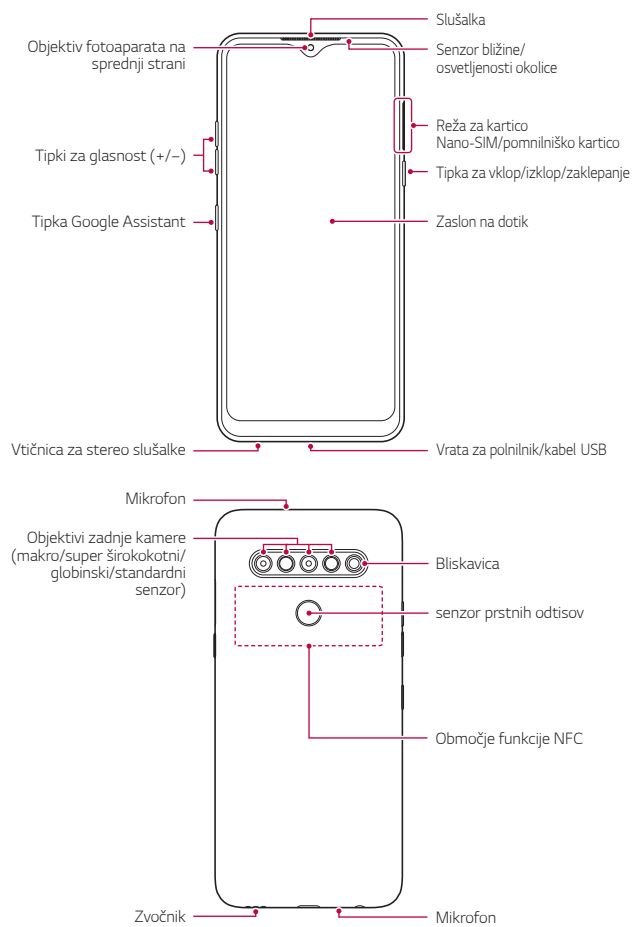 Slušalka
Objektiv fotoaparata na
sprednji strani
Senzor bližine/
osvetljenosti okolice
Reža za kartico
Nano-SIM/pomnilniško kartico
Tipki za glasnost (+/–)
Tipka za vklop/izklop/zaklepanje
Tipka Google Assistant
Zaslon na dotik
Vtičnica za stereo slušalke
Vrata za polnilnik/kabel USB
Mikrofon
Objektivi zadnje kamere
(makro/super širokokotni/
globinski/standardni
senzor)
Bliskavica
senzor prstnih odtisov
Območje funkcije NFC
Zvočnik
Mikrofon